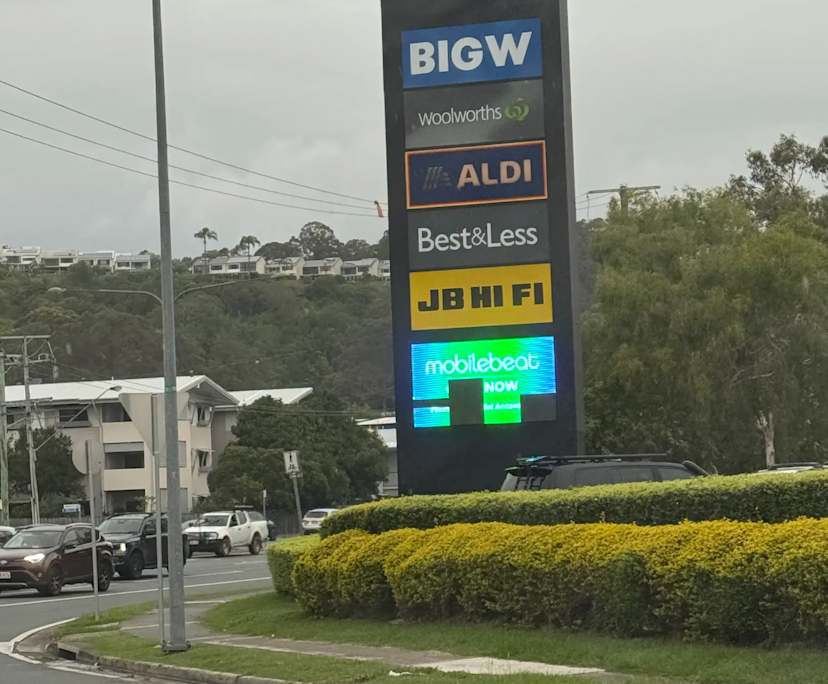 BIGW
Woolworths
ALDI
Best&Less
JB HI FI
mobilebeat
NOW